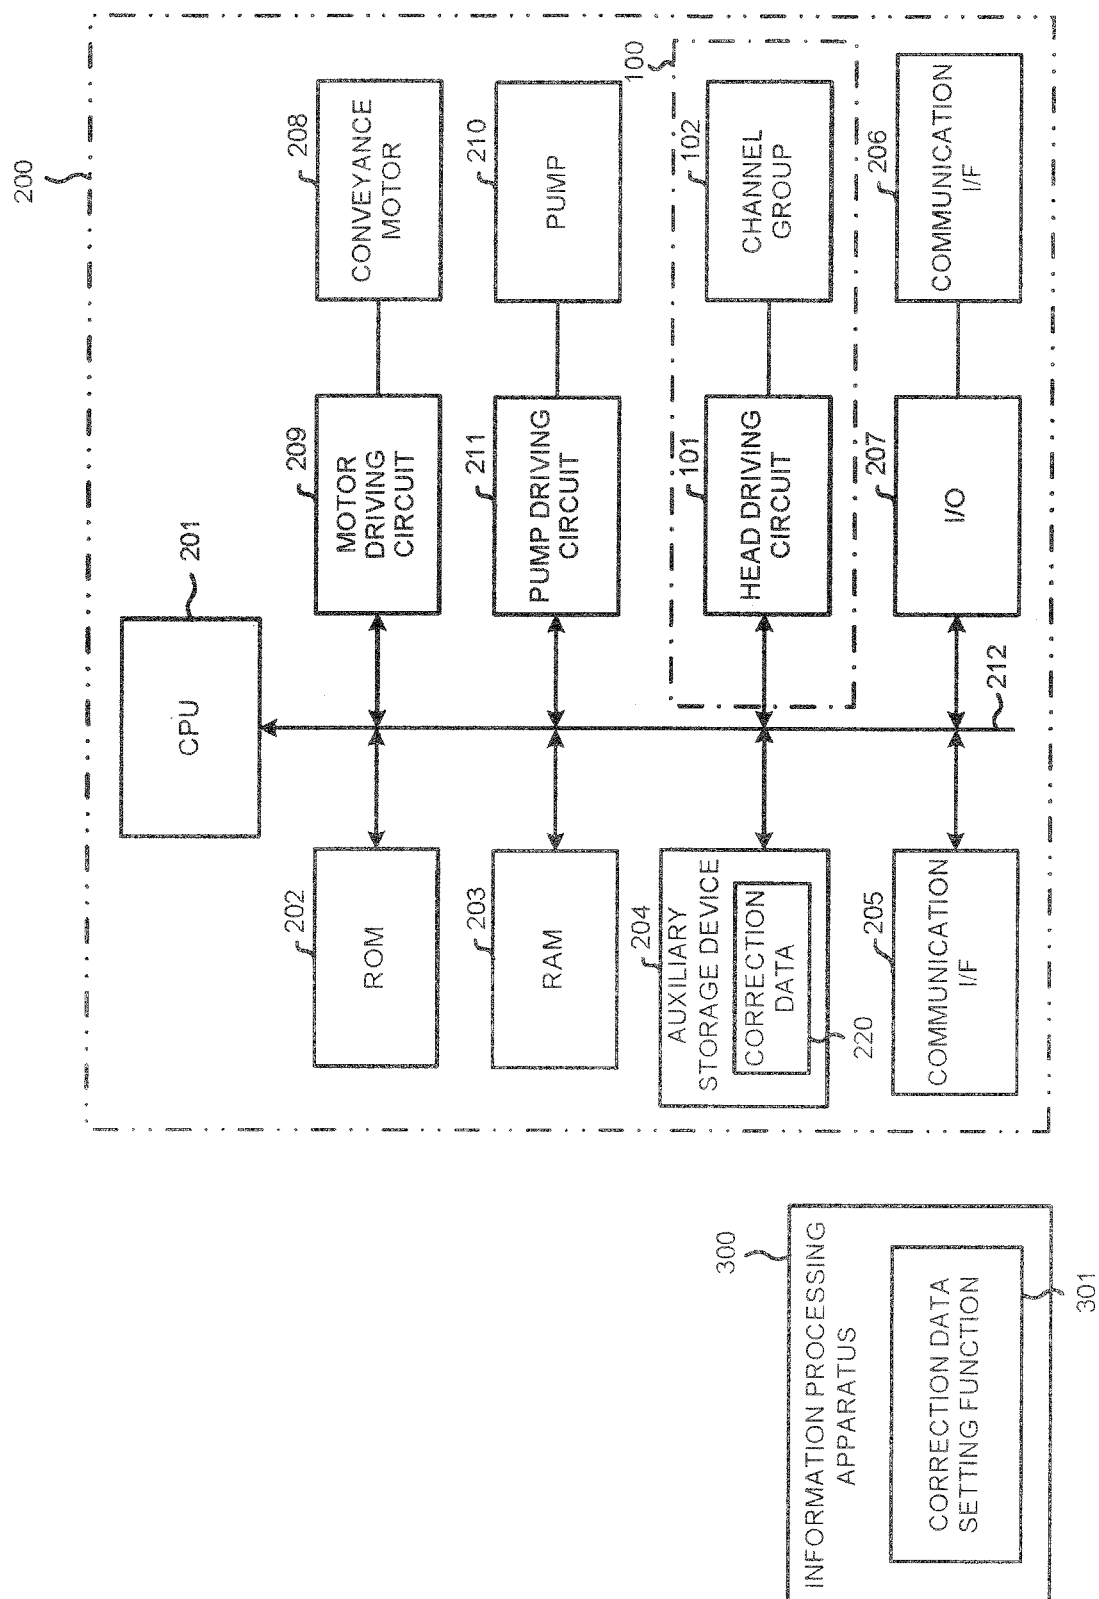 200
CPU
201
ROM
202
MOTOR
DRIVING
CIRCUIT
209
CONVEYANCE
MOTOR
208
RAM
203
PUMP DRIVING
CIRCUIT
211
PUMP
210
AUXILIARY
STORAGE DEVICE
204
CORRECTION
DATA
220
HEAD DRIVING
CIRCUIT
101
CHANNEL
GROUP
102
100
COMMUNICATION
I/F
205
I/O
207
COMMUNICATION
I/F
206
212
300
INFORMATION PROCESSING
APPARATUS
CORRECTION DATA
SETTING FUNCTION
301